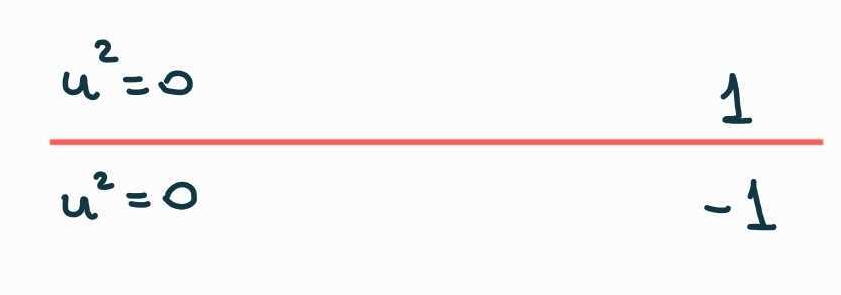 u² = 0 1
u² = 0 -1